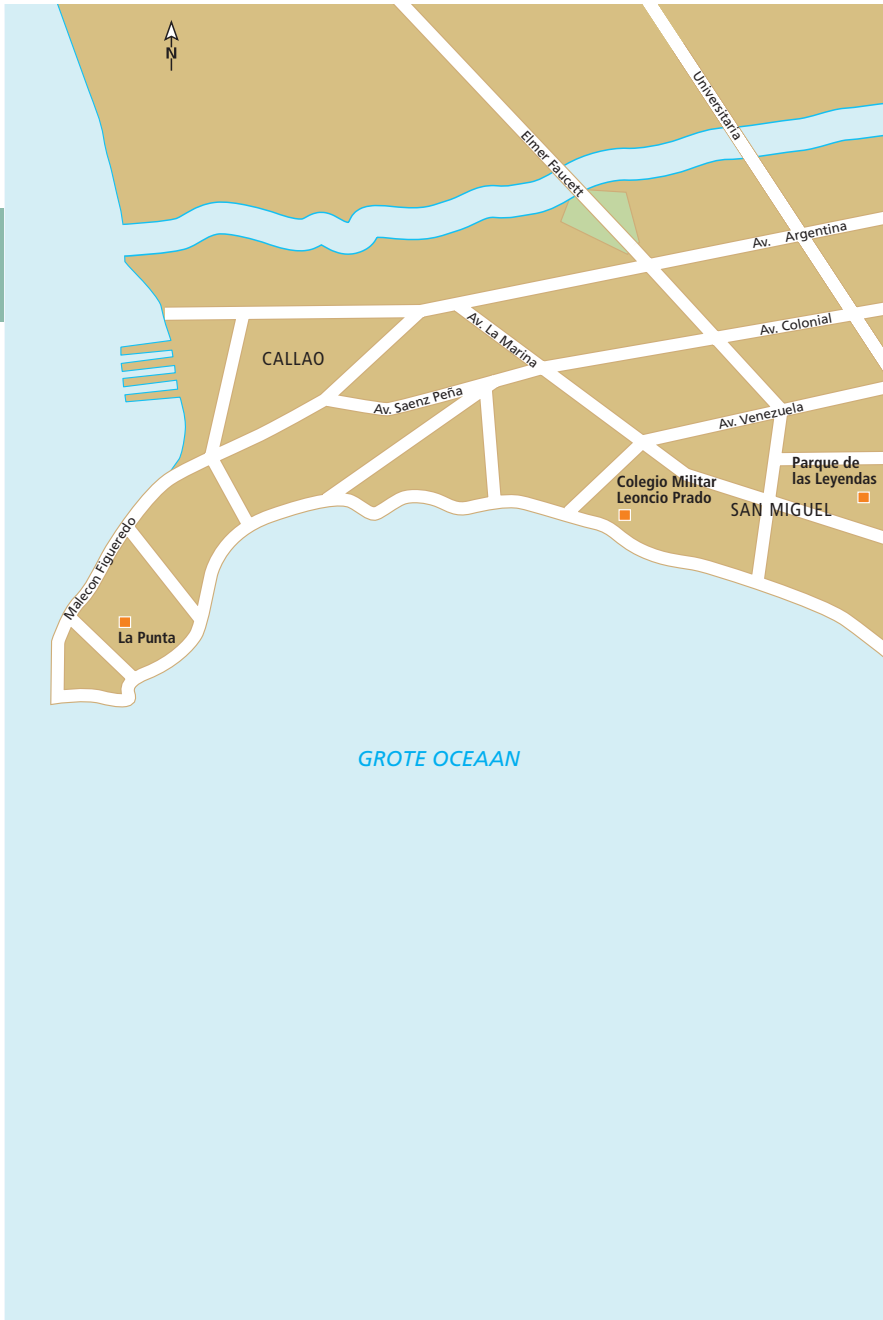 N
Universitaria
Elmer Faucett
Av. Argentina
Av. Colonial
Av. La Marina
CALLAO
Av. Saenz Peña
Av. Venezuela
Parque de
las Leyendas
Colegio Militar
Leoncio Prado
SAN MIGUEL
Malecon Figueredo
La Punta
GROTE OCEAAN